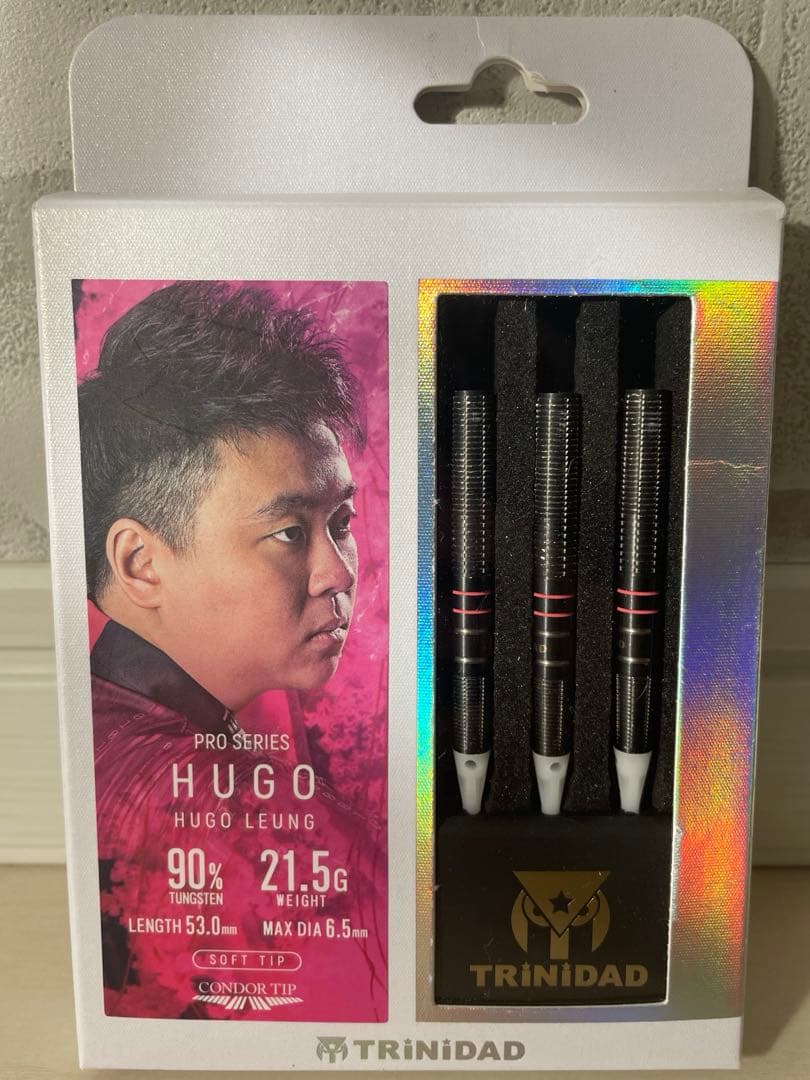 PRO SERIES
HUGO
HUGO LEUNG
90% 21.5G
TUNGSTEN WEIGHT
LENGTH 53.0mm MAX DIA 6.5mm
SOFT TIP
CONDOR TIP
TRiNiDAD
TRiNiDAD